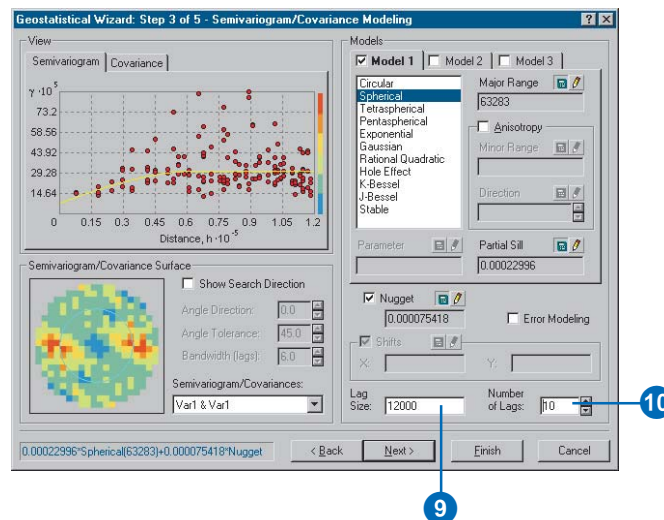 Geostatistical Wizard: Step 3 of 5 - Semivariogram/Covariance Modeling
View
Semivariogram
Covariance
γ·10⁵
73.2
58.56
43.92
29.28
14.64
0
0.15
0.3
0.45
0.6
0.75
0.9
1.05
1.2
Distance, h·10⁻⁵
Semivariogram/Covariance Surface
Show Search Direction
Angle Direction: 0.0
Angle Tolerance: 45.0
Bandwidth (lags): 6.0
Semivariogram/Covariances:
Var1 & Var1
Models
Model 1
Model 2
Model 3
Circular
Spherical
Tetraspherical
Pentaspherical
Exponential
Gaussian
Rational Quadratic
Hole Effect
K-Bessel
J-Bessel
Stable
Major Range
63283
Anisotropy
Minor Range
Direction
Parameter
Partial Sill
0.00022996
Nugget
0.000075418
Error Modeling
Shifts
X:
Y:
Lag
Size: 12000
Number
of Lags: 10
10
0.00022996*Spherical(63283)+0.000075418*Nugget
< Back
Next >
Finish
Cancel
9